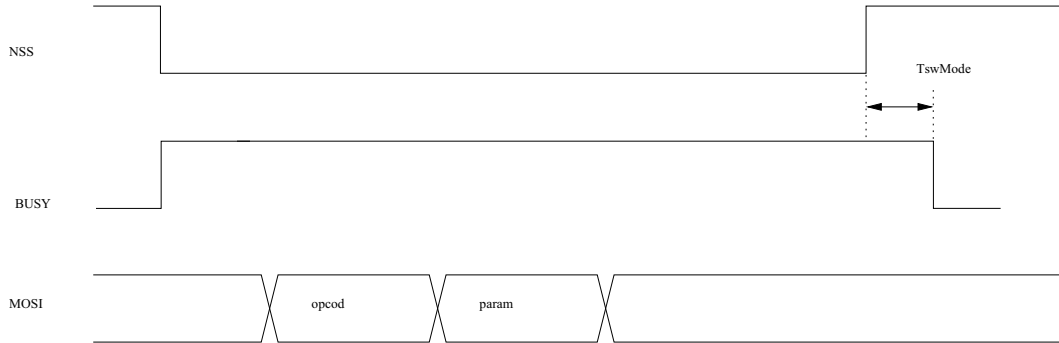 NSS
TswMode
BUSY
MOSI
opcod
param